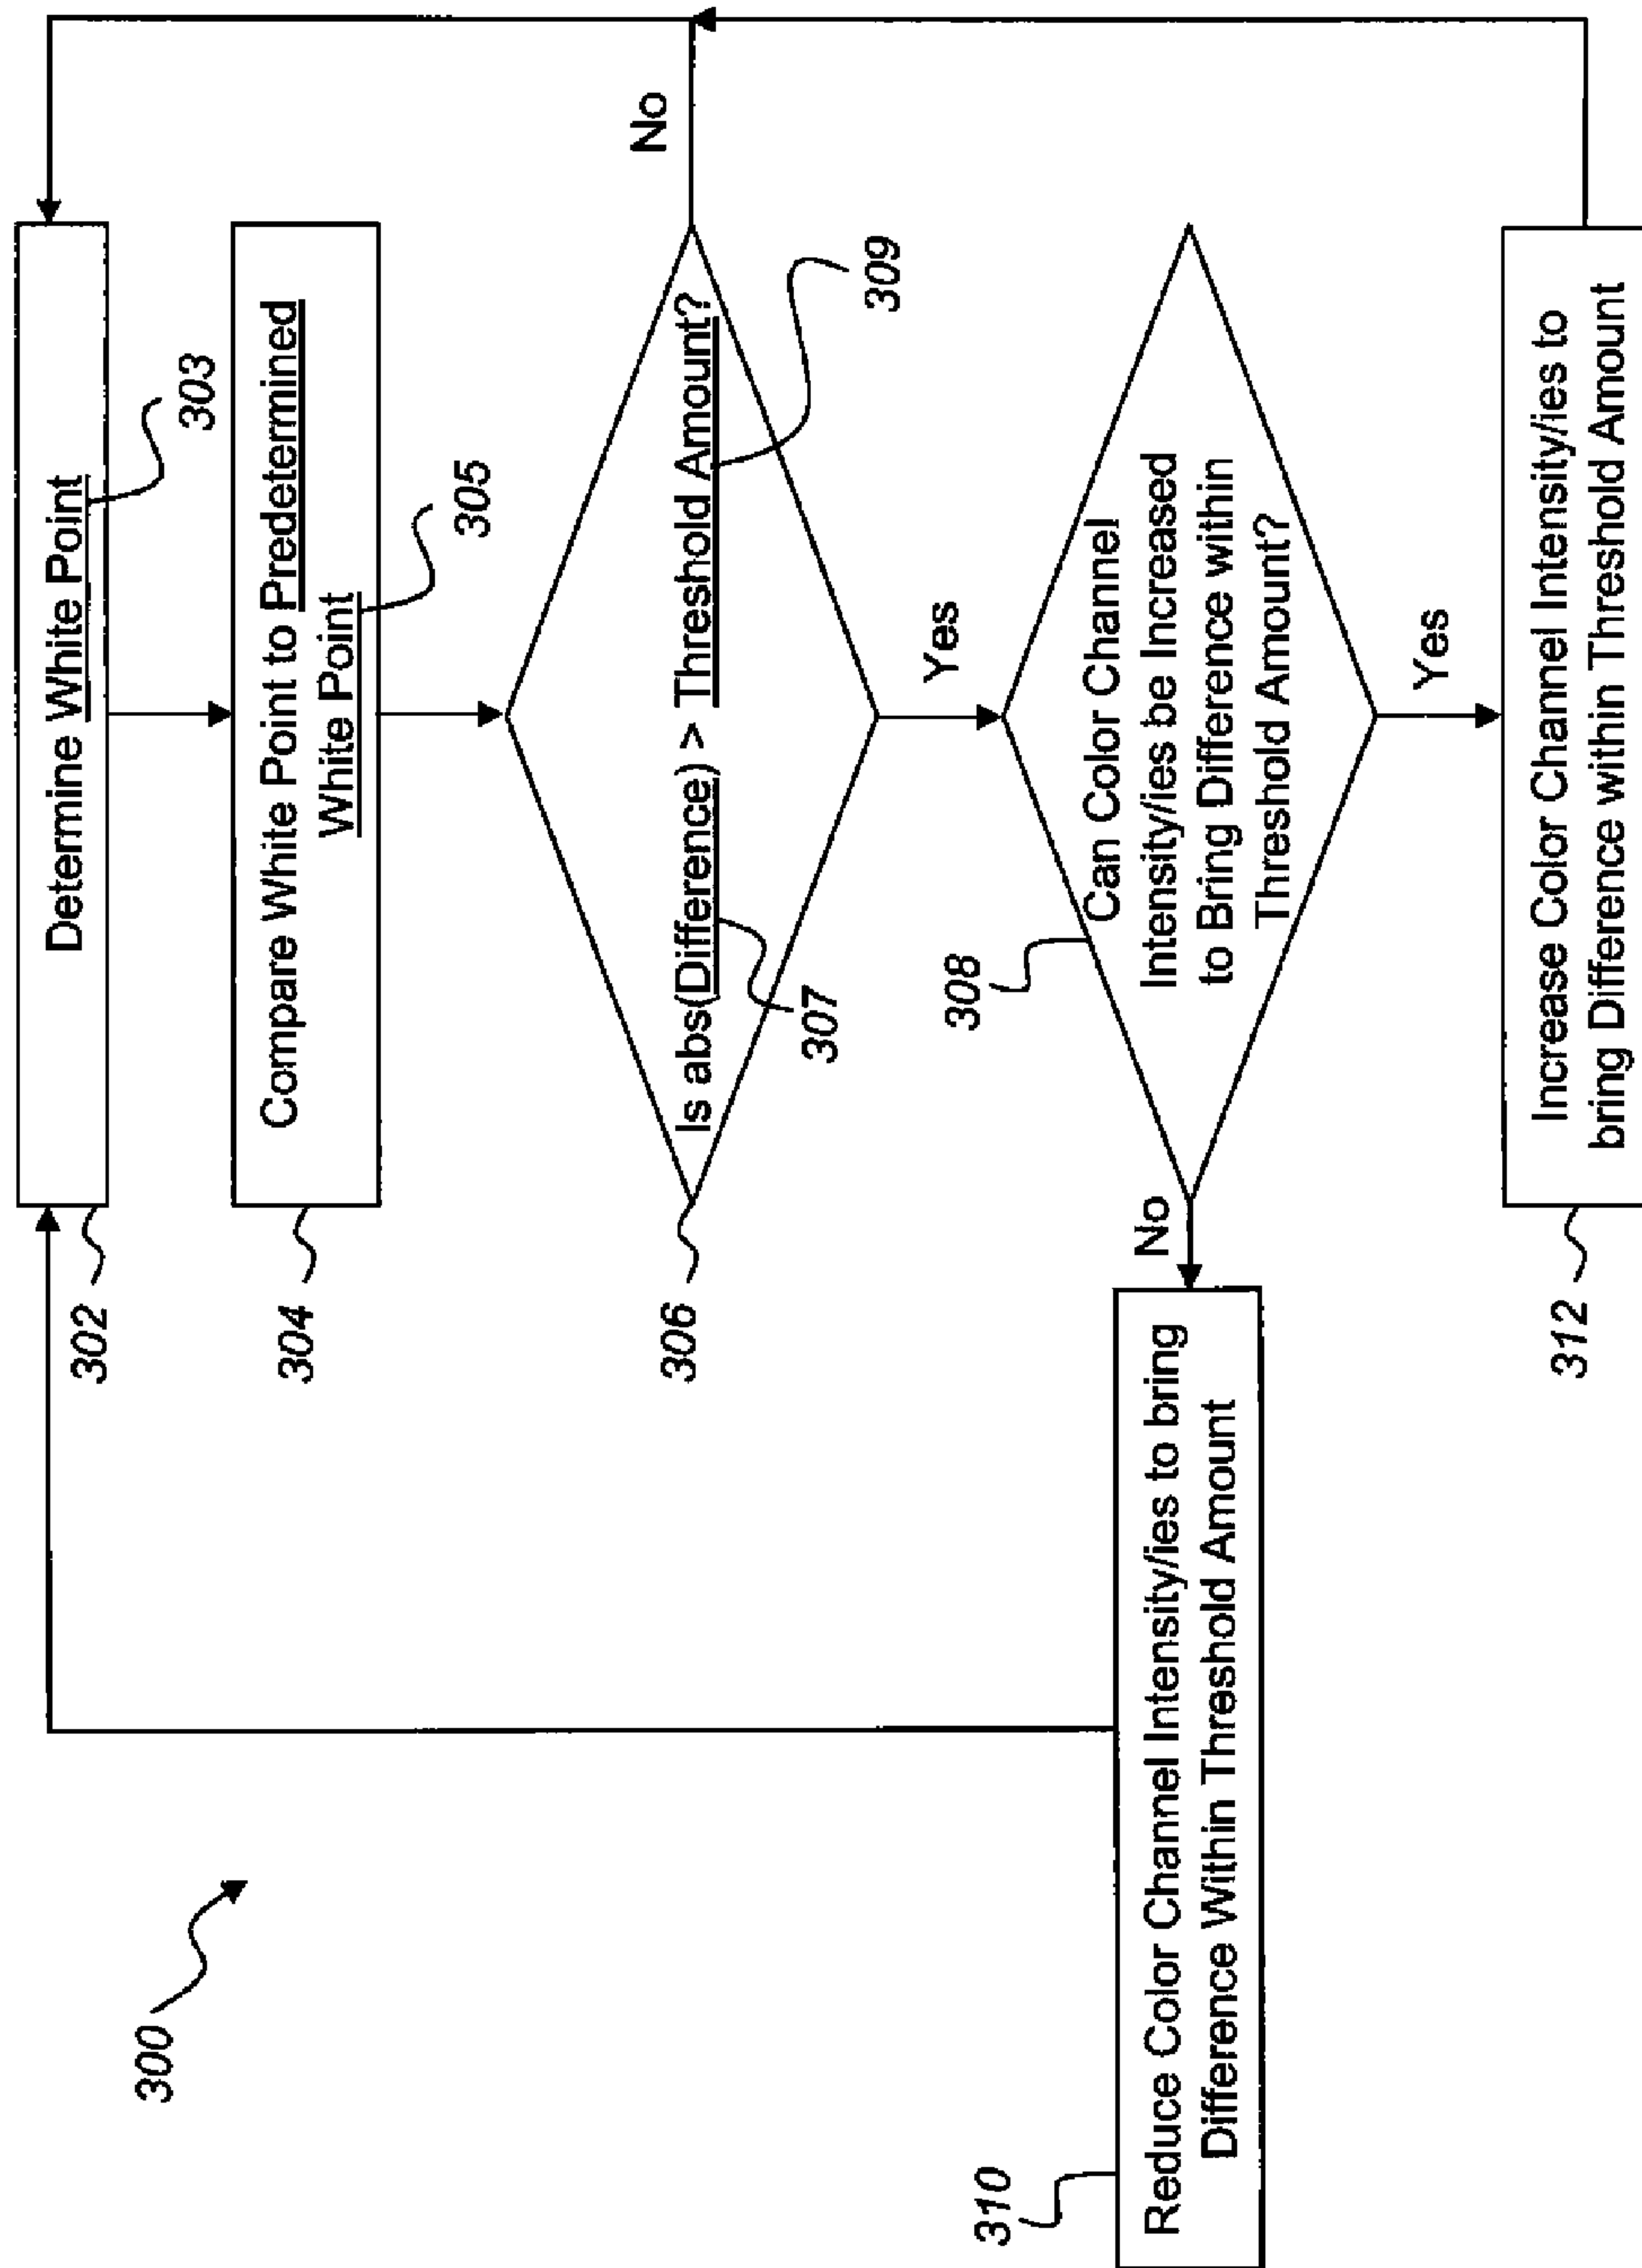 300
Determine White Point
302
303
Compare White Point to Predetermined
White Point
304
305
Is abs(Difference) > Threshold Amount?
306
307
309
No
Yes
Can Color Channel
Intensity/ies be Increased
to Bring Difference within
Threshold Amount?
308
No
Yes
Reduce Color Channel Intensity/ies to bring
Difference Within Threshold Amount
310
Increase Color Channel Intensity/ies to
bring Difference within Threshold Amount
312